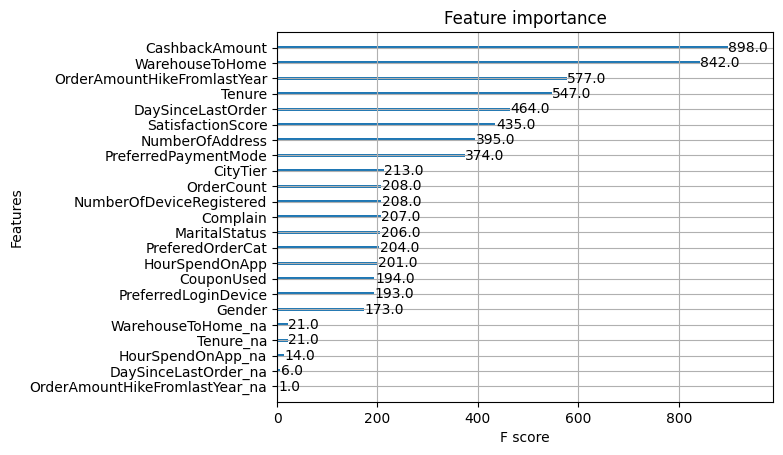 Feature importance
Features
CashbackAmount 898.0
WarehouseToHome 842.0
OrderAmountHikeFromlastYear 577.0
Tenure 547.0
DaySinceLastOrder 464.0
SatisfactionScore 435.0
NumberOfAddress 395.0
PreferredPaymentMode 374.0
CityTier 213.0
OrderCount 208.0
NumberOfDeviceRegistered 208.0
Complain 207.0
MaritalStatus 206.0
PreferedOrderCat 204.0
HourSpendOnApp 201.0
CouponUsed 194.0
PreferredLoginDevice 193.0
Gender 173.0
WarehouseToHome_na 21.0
Tenure_na 21.0
HourSpendOnApp_na 14.0
DaySinceLastOrder_na 6.0
OrderAmountHikeFromlastYear_na 1.0
0 200 400 600 800
F score